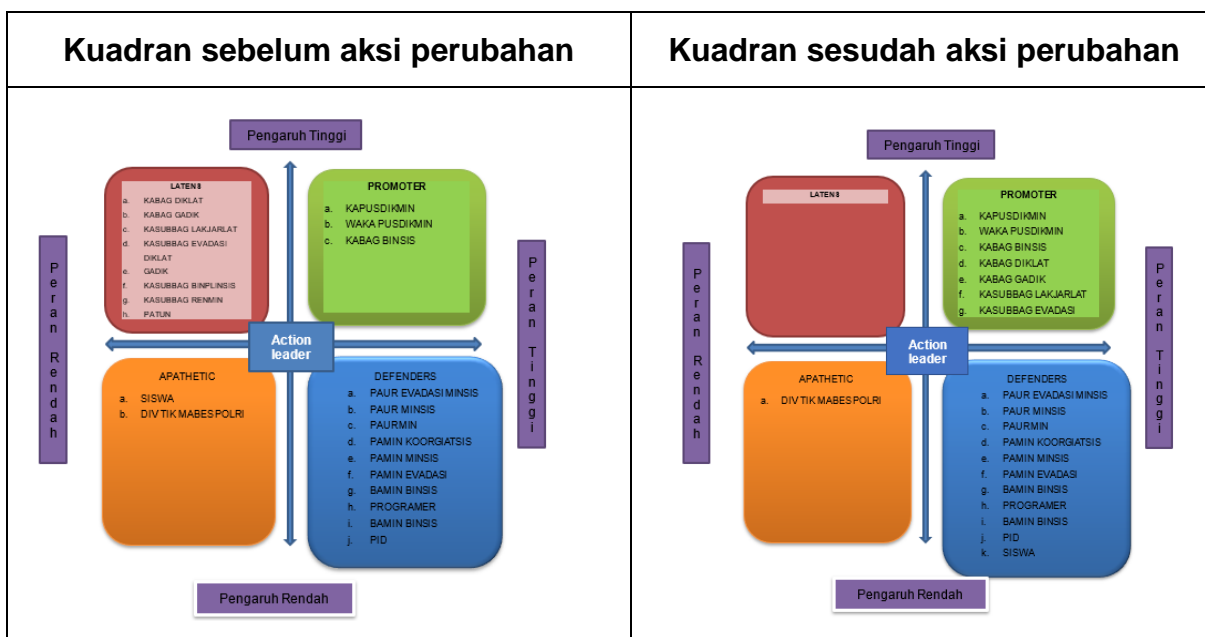 Kuadran sebelum aksi perubahan
Kuadran sesudah aksi perubahan
Pengaruh Tinggi
LATENS
a. KABAG DIKLAT
b. KABAG GADIK
c. KASUBBAG LAKJARLAT
d. KASUBBAG EVADASI
DIKLAT
e. GADIK
f. KASUBBAG BINPLINSIS
g. KASUBBAG RENMIN
h. PATUN
PROMOTER
a. KAPUSDIKMIN
b. WAKA PUSDIKMIN
c. KABAG BINSIS
Peran Rendah
Peran Tinggi
Action
leader
APATHETIC
a. SISWA
b. DIV TIK MABES POLRI
DEFENDERS
a. PAUR EVADASI MINSIS
b. PAUR MINSIS
c. PAURMIN
d. PAMIN KOORGIATSIS
e. PAMIN MINSIS
f. PAMIN EVADASI
g. BAMIN BINSIS
h. PROGRAMER
i. BAMIN BINSIS
j. PID
Pengaruh Rendah
Pengaruh Tinggi
LATENS
PROMOTER
a. KAPUSDIKMIN
b. WAKA PUSDIKMIN
c. KABAG BINSIS
d. KABAG DIKLAT
e. KABAG GADIK
f. KASUBBAG LAKJARLAT
g. KASUBBAG EVADASI
Peran Rendah
Peran Tinggi
Action
leader
APATHETIC
a. DIV TIK MABES POLRI
DEFENDERS
a. PAUR EVADASI MINSIS
b. PAUR MINSIS
c. PAURMIN
d. PAMIN KOORGIATSIS
e. PAMIN MINSIS
f. PAMIN EVADASI
g. BAMIN BINSIS
h. PROGRAMER
i. BAMIN BINSIS
j. PID
k. SISWA
Pengaruh Rendah